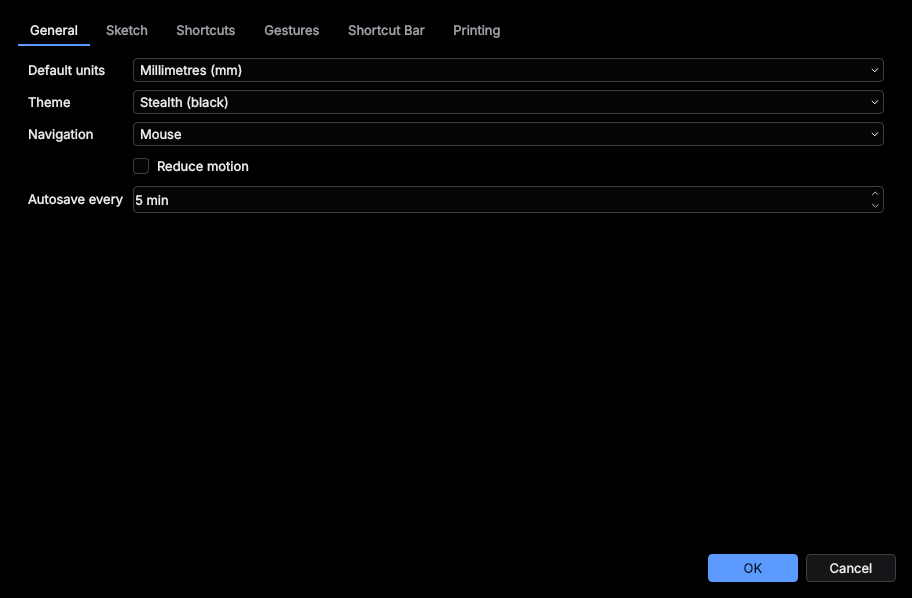 General Sketch Shortcuts Gestures Shortcut Bar Printing
Default units Millimetres (mm)
Theme Stealth (black)
Navigation Mouse
Reduce motion
Autosave every 5 min
OK Cancel